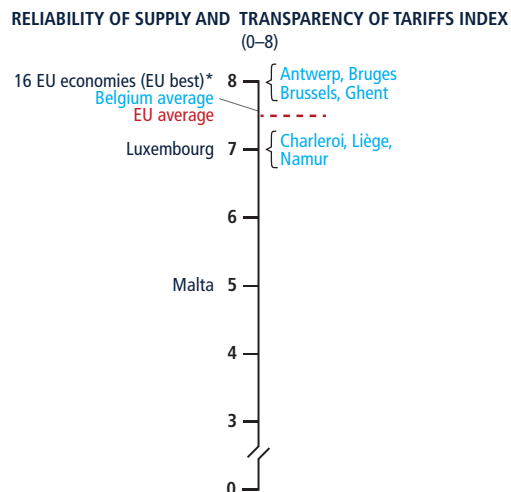 RELIABILITY OF SUPPLY AND TRANSPARENCY OF TARIFFS INDEX
(0–8)
16 EU economies (EU best)* 8 Antwerp, Bruges
Belgium average Brussels, Ghent
EU average
Luxembourg 7 Charleroi, Liège,
Namur
6
Malta 5
4
3
0